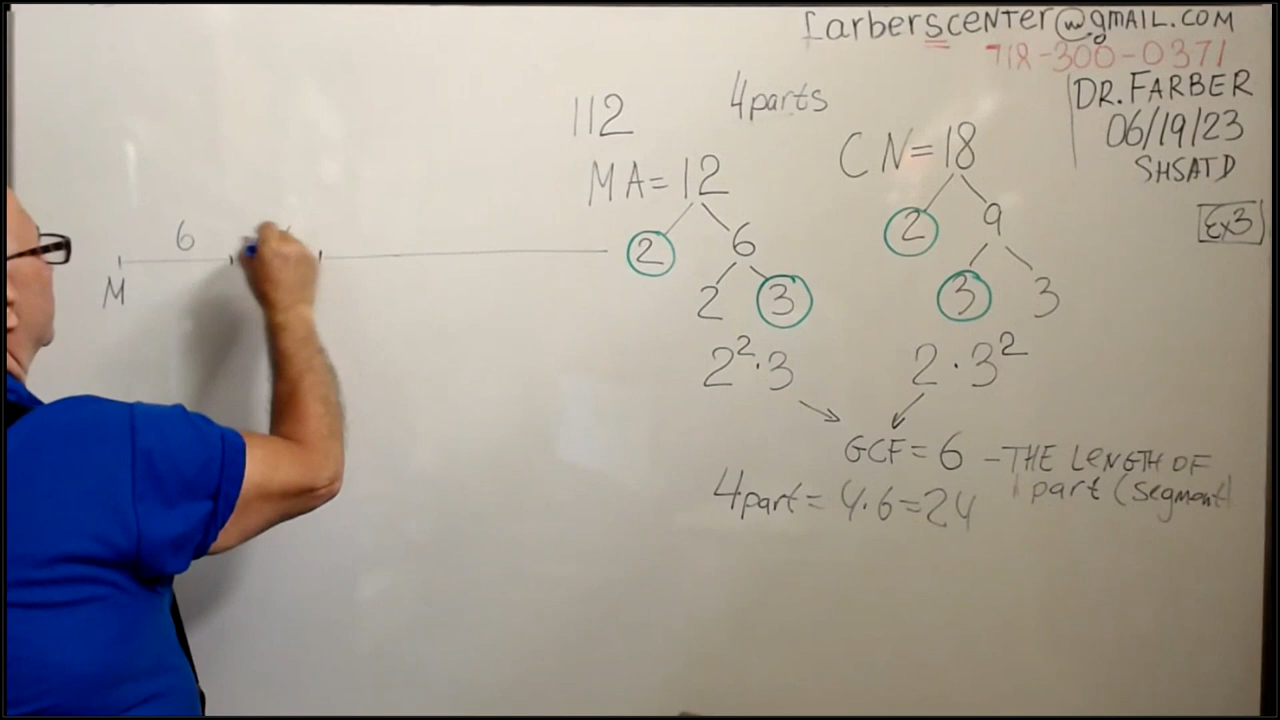 farberscenter@gmail.com
718-300-0371
DR. FARBER
06/19/23
SHSATD
Ex3
112
4parts
MA=12
CN=18
2
6
2
9
2
3
3
3
2²·3
2·3²
GCF=6 - THE LENGTH OF
1 part (segment)
4part=4·6=24
6
M